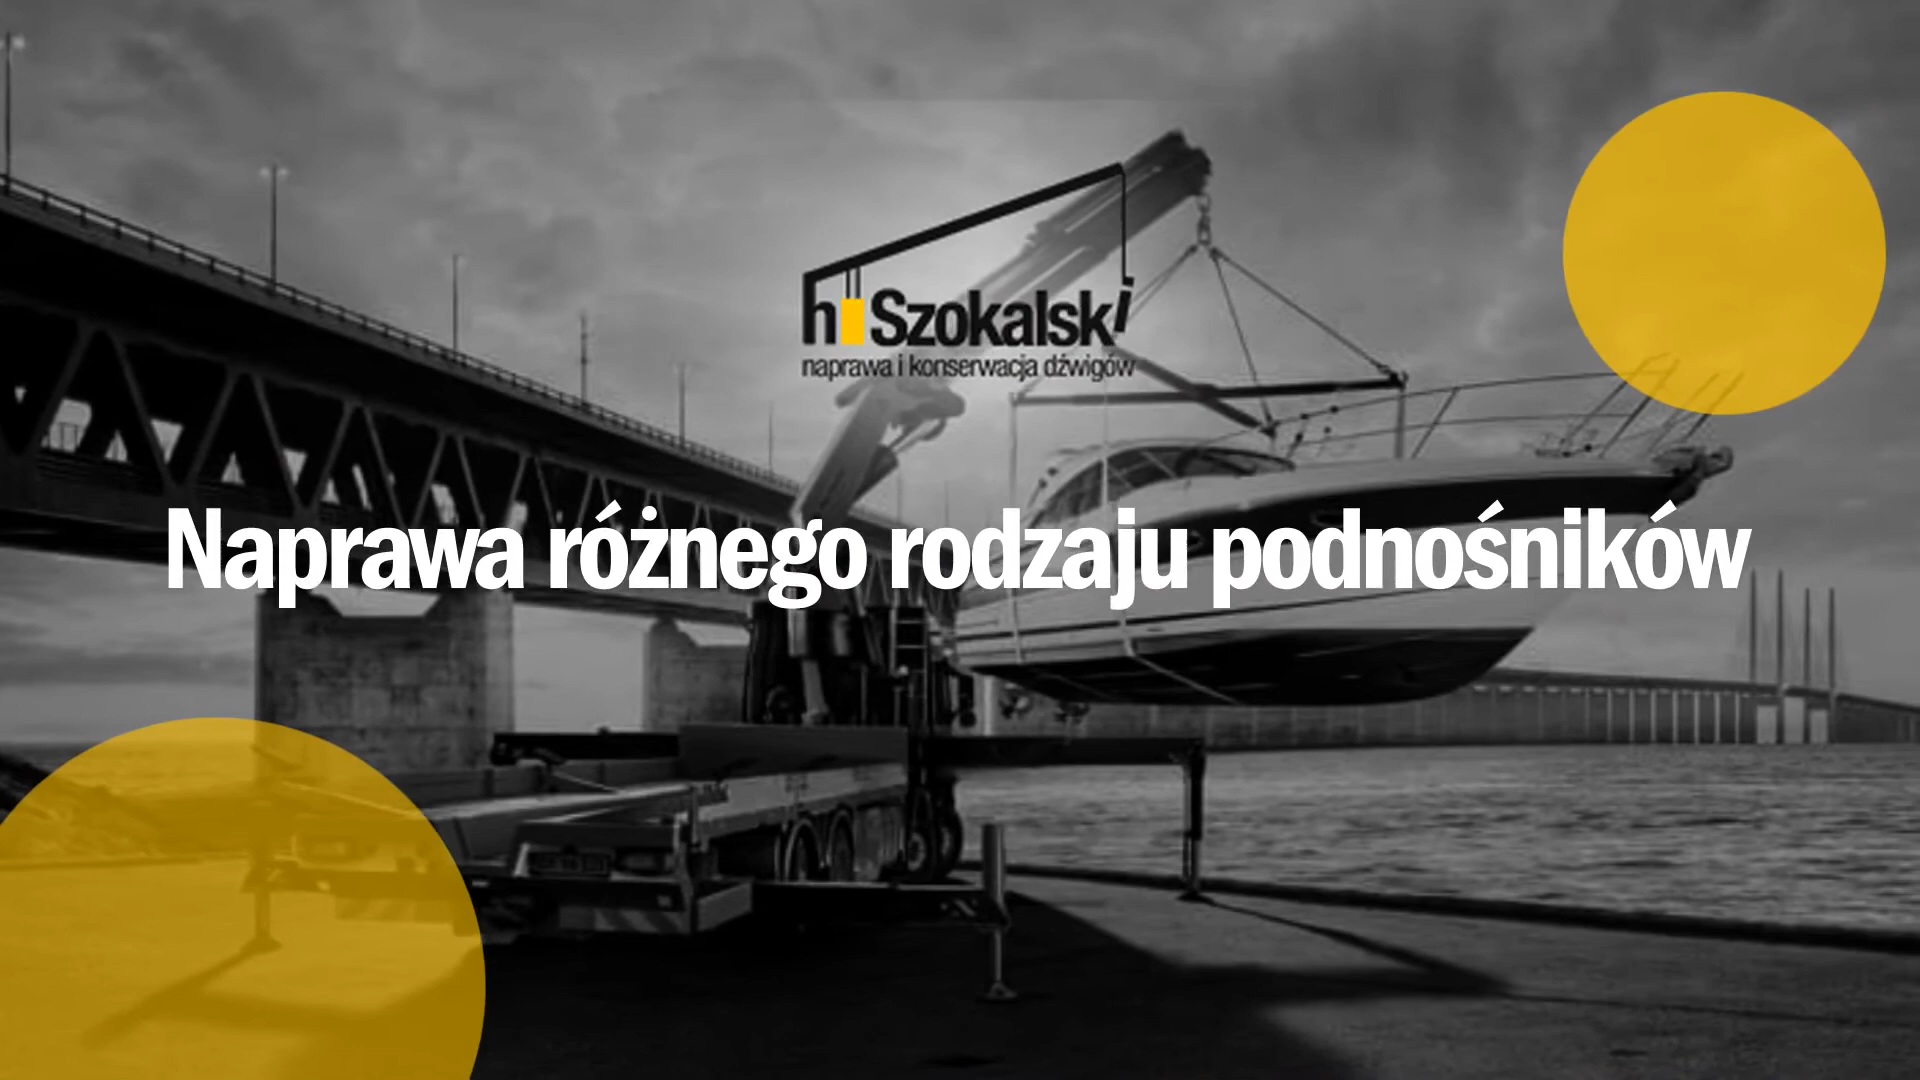 h Szokalski
naprawa i konserwacja dźwigów
Naprawa różnego rodzaju podnośników